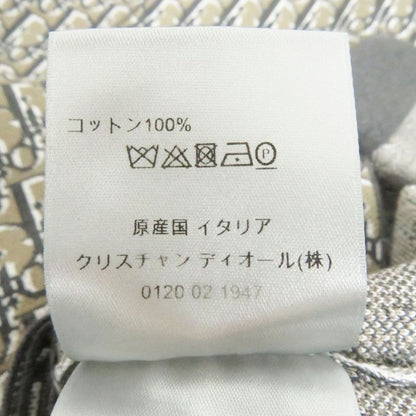 コットン100%
P
原産国 イタリア
クリスチャン ディオール(株)
0120 02 1947